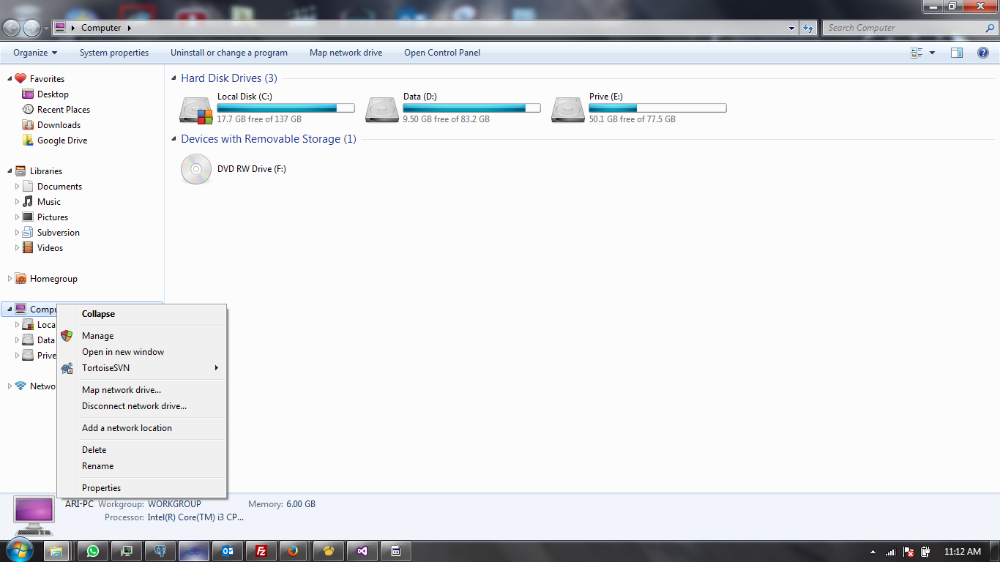 Computer
Search Computer
Organize
System properties
Uninstall or change a program
Map network drive
Open Control Panel
Favorites
Desktop
Recent Places
Downloads
Google Drive
Libraries
Documents
Music
Pictures
Subversion
Videos
Homegroup
Compu
Loca
Data
Prive
Netwo
Hard Disk Drives (3)
Local Disk (C:)
17.7 GB free of 137 GB
Data (D:)
9.50 GB free of 83.2 GB
Prive (E:)
50.1 GB free of 77.5 GB
Devices with Removable Storage (1)
DVD RW Drive (F:)
Collapse
Manage
Open in new window
TortoiseSVN
Map network drive...
Disconnect network drive...
Add a network location
Delete
Rename
Properties
ARI-PC Workgroup: WORKGROUP Memory: 6.00 GB
Processor: Intel(R) Core(TM) i3 CP...
11:12 AM